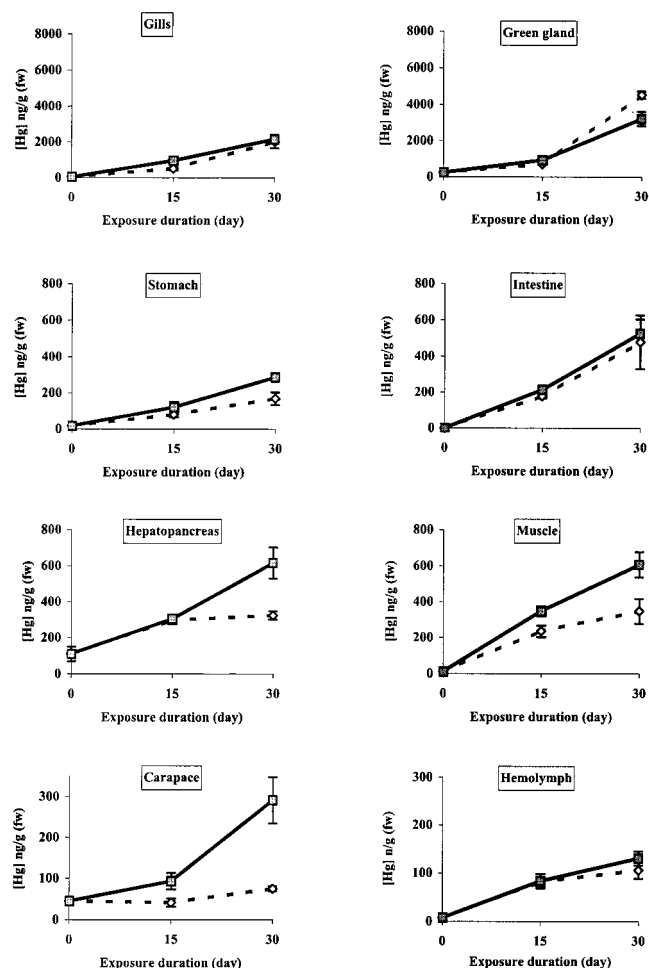 Gills
[Hg] ng/g (fw)
8000
6000
4000
2000
0
0 15 30
Exposure duration (day)
Green gland
[Hg] ng/g (fw)
8000
6000
4000
2000
0
0 15 30
Exposure duration (day)
Stomach
[Hg] ng/g (fw)
800
600
400
200
0
0 15 30
Exposure duration (day)
Intestine
[Hg] ng/g (fw)
800
600
400
200
0
0 15 30
Exposure duration (day)
Hepatopancreas
[Hg] ng/g (fw)
800
600
400
200
0
0 15 30
Exposure duration (day)
Muscle
[Hg] ng/g (fw)
800
600
400
200
0
0 15 30
Exposure duration (day)
Carapace
[Hg] ng/g (fw)
300
200
100
0
0 15 30
Exposure duration (day)
Hemolymph
[Hg] n/g (fw)
300
200
100
0
0 15 30
Exposure duration (day)